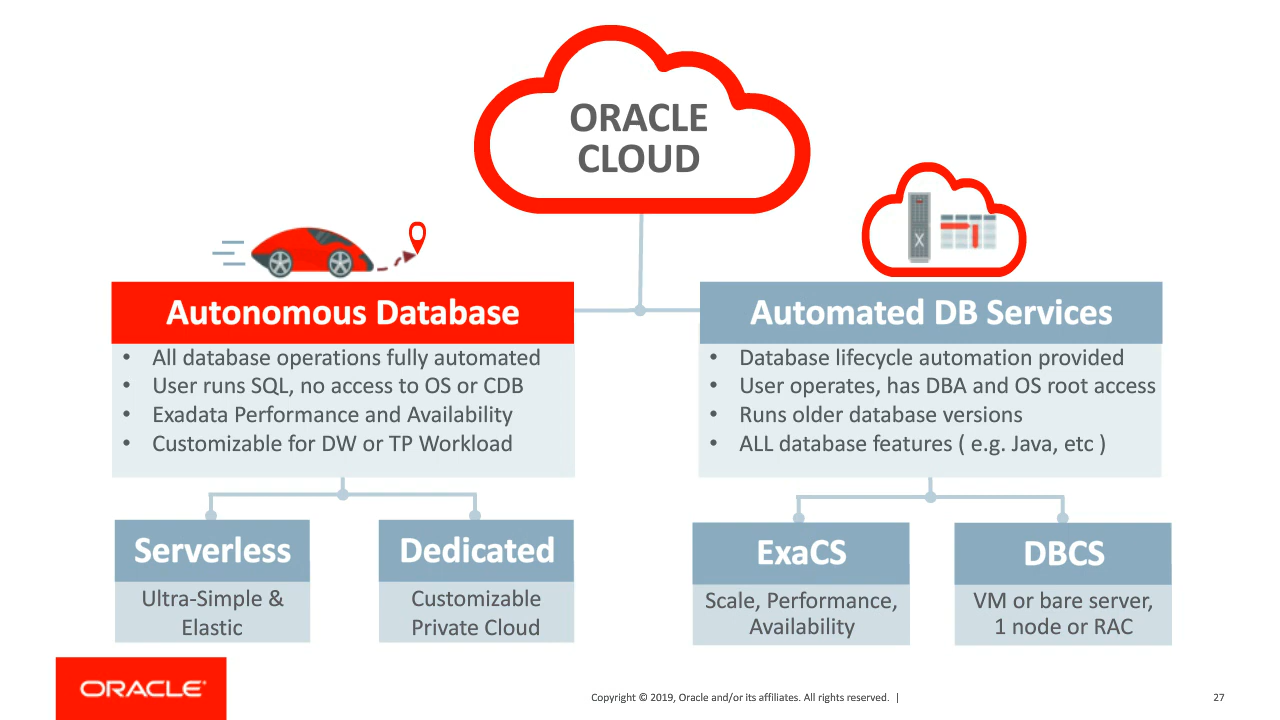 ORACLE
CLOUD
X
Autonomous Database
• All database operations fully automated
• User runs SQL, no access to OS or CDB
• Exadata Performance and Availability
• Customizable for DW or TP Workload
Automated DB Services
• Database lifecycle automation provided
• User operates, has DBA and OS root access
• Runs older database versions
• ALL database features ( e.g. Java, etc )
Serverless
Ultra-Simple &
Elastic
Dedicated
Customizable
Private Cloud
ExaCS
Scale, Performance,
Availability
DBCS
VM or bare server,
1 node or RAC
ORACLE®
Copyright © 2019, Oracle and/or its affiliates. All rights reserved. |
27